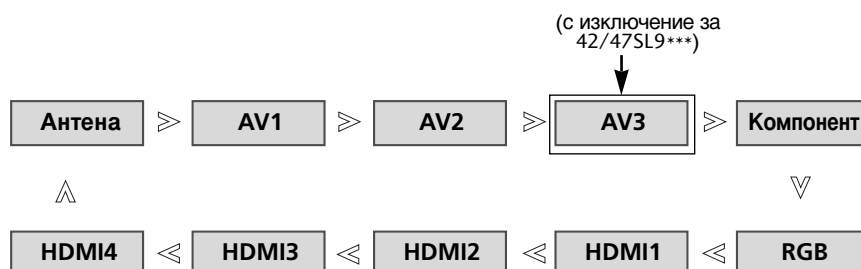 (с изключение за
42/47SL9***)
Антена
AV1
AV2
AV3
Компонент
HDMI4
HDMI3
HDMI2
HDMI1
RGB